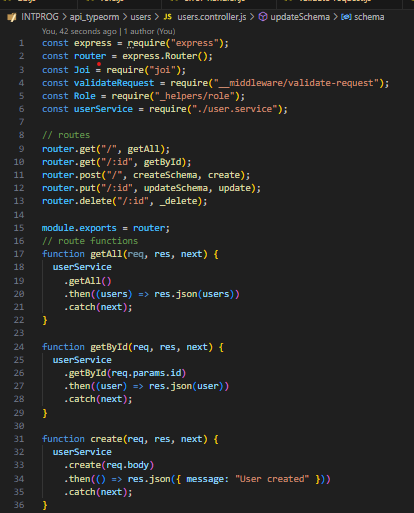 INTPROG > api_typeorm > users > JS users.controller.js > updateSchema > schema
You, 42 seconds ago | 1 author (You)
1 const express = require("express");
2 const router = express.Router();
3 const Joi = require("joi");
4 const validateRequest = require("__middleware/validate-request");
5 const Role = require("_helpers/role");
6 const userService = require("./user.service");
7
8 // routes
9 router.get("/", getAll);
10 router.get("/:id", getById);
11 router.post("/", createSchema, create);
12 router.put("/:id", updateSchema, update);
13 router.delete("/:id", _delete);
14
15 module.exports = router;
16 // route functions
17 function getAll(req, res, next) {
18 userService
19 .getAll()
20 .then((users) => res.json(users))
21 .catch(next);
22 }
23
24 function getById(req, res, next) {
25 userService
26 .getById(req.params.id)
27 .then((user) => res.json(user))
28 .catch(next);
29 }
30
31 function create(req, res, next) {
32 userService
33 .create(req.body)
34 .then(() => res.json({ message: "User created" }))
35 .catch(next);
36 }